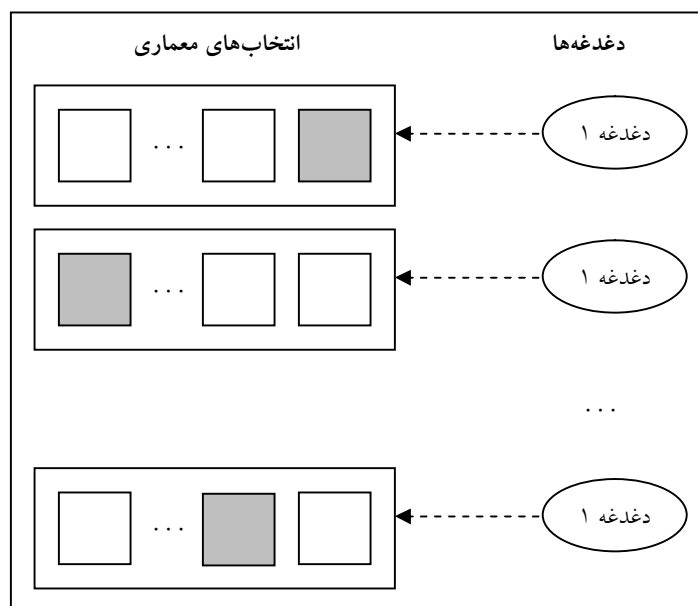 دغدغه‌ها
انتخاب‌های معماری
دغدغه ۱
. . .
دغدغه ۱
. . .
. . .
دغدغه ۱
. . .